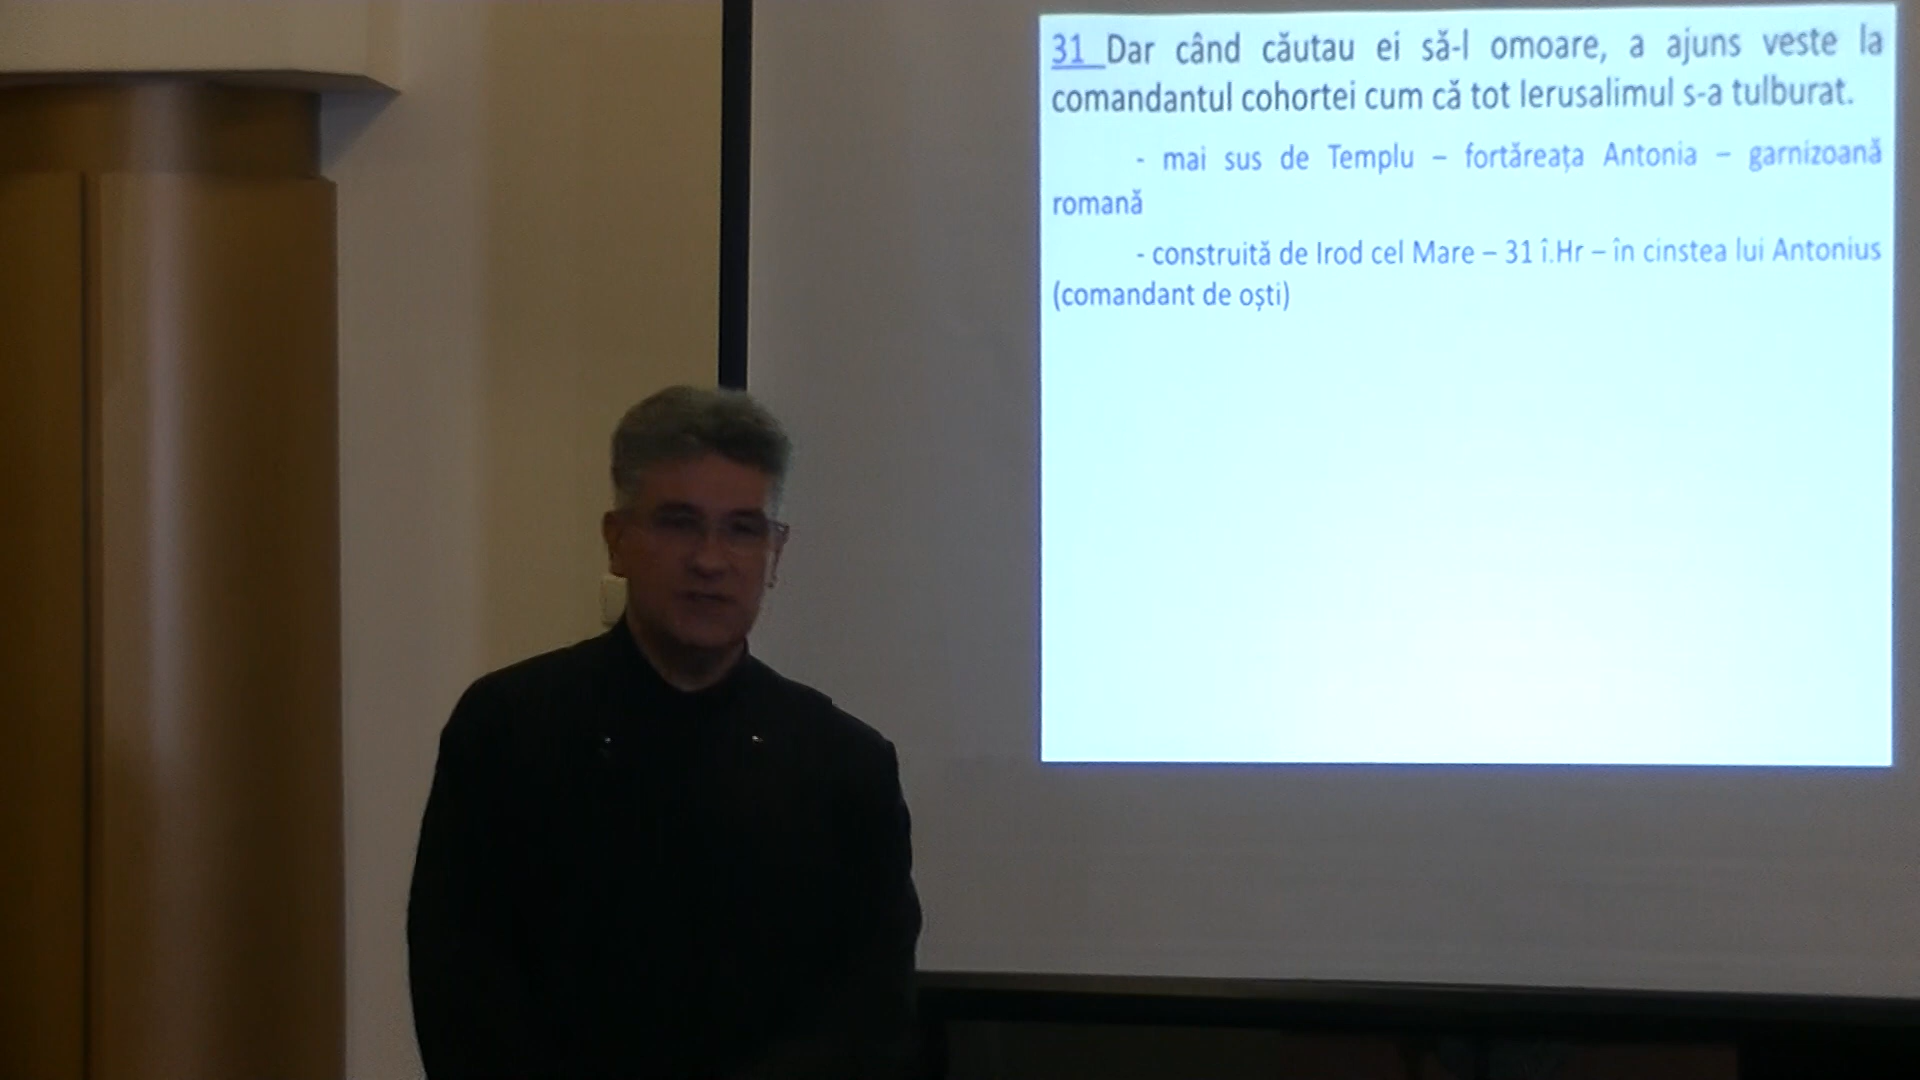 31 Dar când căutau ei să-l omoare, a ajuns veste la
comandantul cohortei cum că tot Ierusalimul s-a tulburat.
- mai sus de Templu – fortăreața Antonia – garnizoană
romană
- construită de Irod cel Mare – 31 î.Hr – în cinstea lui Antonius
(comandant de oști)